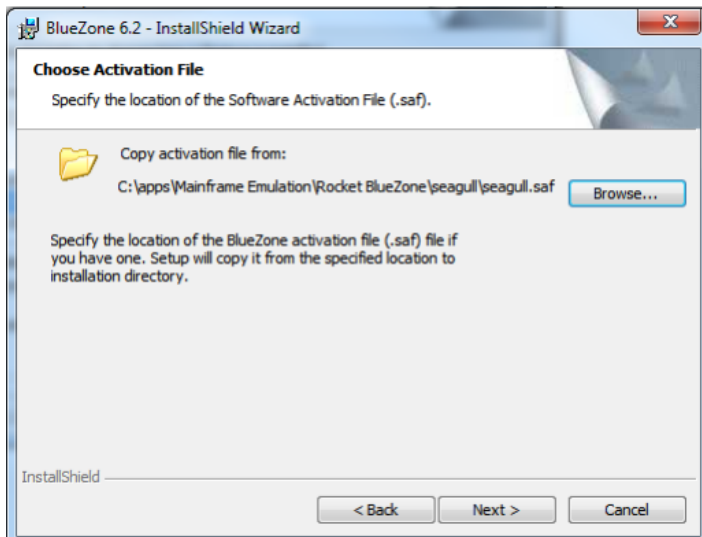 BlueZone 6.2 - InstallShield Wizard
Choose Activation File
Specify the location of the Software Activation File (.saf).
Copy activation file from:
C:\apps\Mainframe Emulation\Rocket BlueZone\seagull\seagull.saf
Browse...
Specify the location of the BlueZone activation file (.saf) file if
you have one. Setup will copy it from the specified location to
installation directory.
InstallShield
< Back
Next >
Cancel